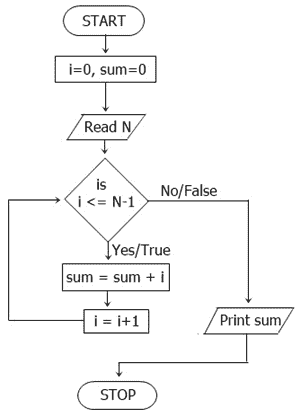 START
i=0, sum=0
Read N
is
i <= N-1
No/False
Yes/True
sum = sum + i
i = i+1
Print sum
STOP